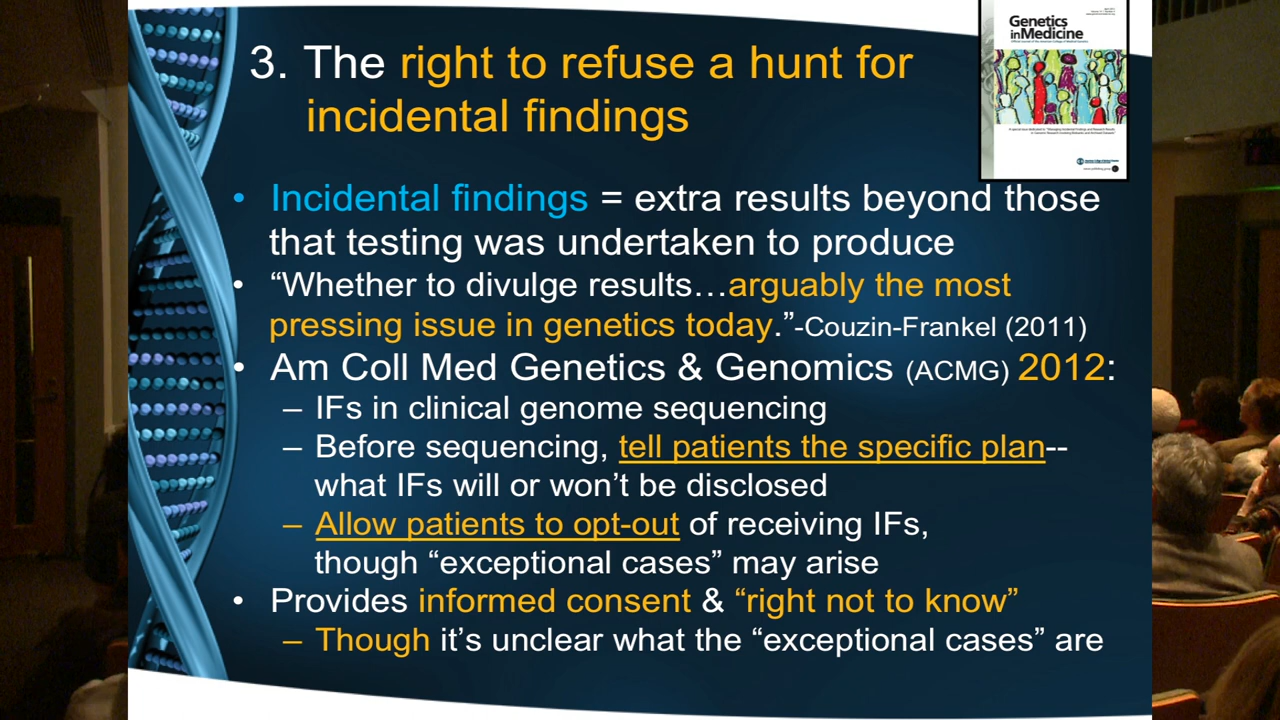 3. The right to refuse a hunt for
incidental findings
Genetics
inMedicine
• Incidental findings = extra results beyond those
that testing was undertaken to produce
• “Whether to divulge results…arguably the most
pressing issue in genetics today.”-Couzin-Frankel (2011)
• Am Coll Med Genetics & Genomics (ACMG) 2012:
– IFs in clinical genome sequencing
– Before sequencing, tell patients the specific plan--
what IFs will or won’t be disclosed
– Allow patients to opt-out of receiving IFs,
though “exceptional cases” may arise
• Provides informed consent & “right not to know”
– Though it’s unclear what the “exceptional cases” are